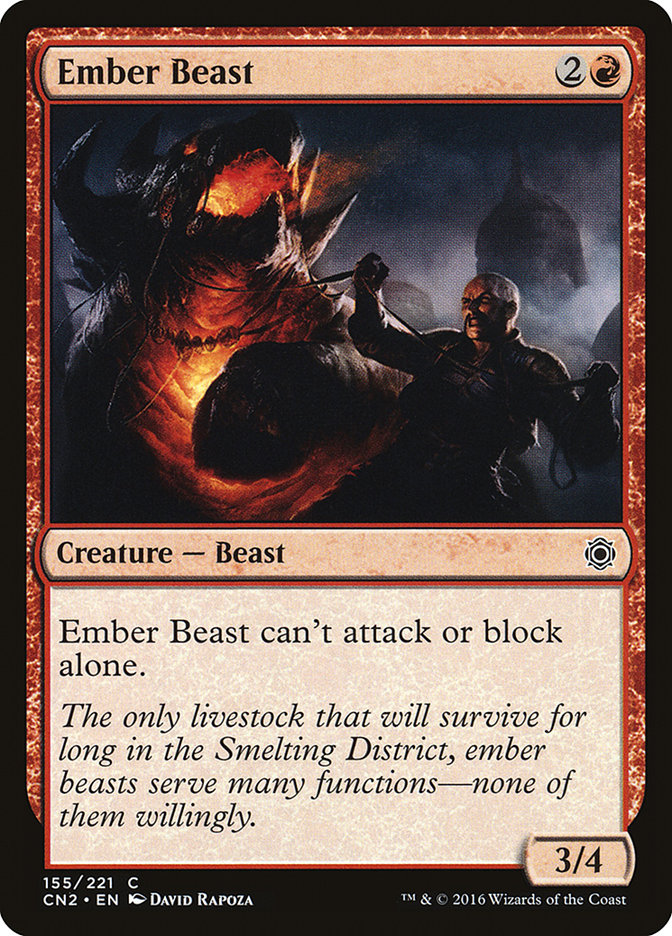 Ember Beast 2
Creature — Beast
Ember Beast can't attack or block
alone.
The only livestock that will survive for
long in the Smelting District, ember
beasts serve many functions—none of
them willingly.
3/4
155/221 C
CN2 • EN David Rapoza
™ & © 2016 Wizards of the Coast